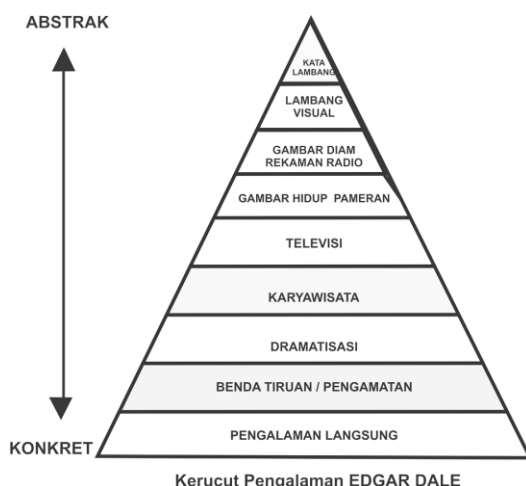 ABSTRAK
KATA
LAMBANG
LAMBANG
VISUAL
GAMBAR DIAM
REKAMAN RADIO
GAMBAR HIDUP PAMERAN
TELEVISI
KARYAWISATA
DRAMATISASI
BENDA TIRUAN / PENGAMATAN
PENGALAMAN LANGSUNG
KONKRET
Kerucut Pengalaman EDGAR DALE